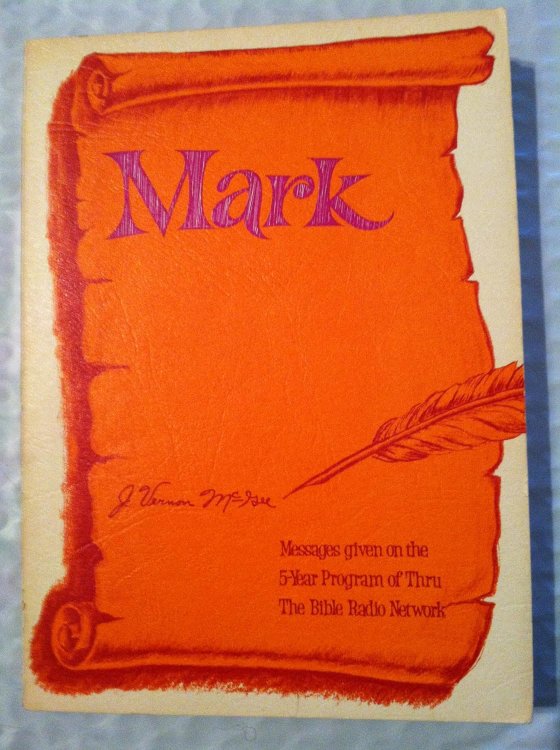 Mark
J. Vernon McGee
Messages given on the
5-Year Program of Thru
The Bible Radio Network